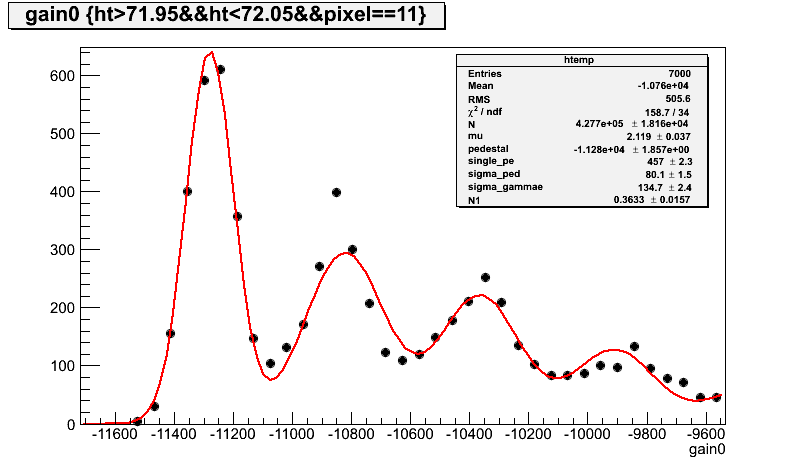 gain0 {ht>71.95&&ht<72.05&&pixel==11}
htemp
Entries 7000
Mean -1.076e+04
RMS 505.6
χ² / ndf 158.7 / 34
N 4.277e+05 ± 1.816e+04
mu 2.119 ± 0.037
pedestal -1.128e+04 ± 1.857e+00
single_pe 457 ± 2.3
sigma_ped 80.1 ± 1.5
sigma_gammae 134.7 ± 2.4
N1 0.3633 ± 0.0157
600
500
400
300
200
100
0
-11600 -11400 -11200 -11000 -10800 -10600 -10400 -10200 -10000 -9800 -9600
gain0